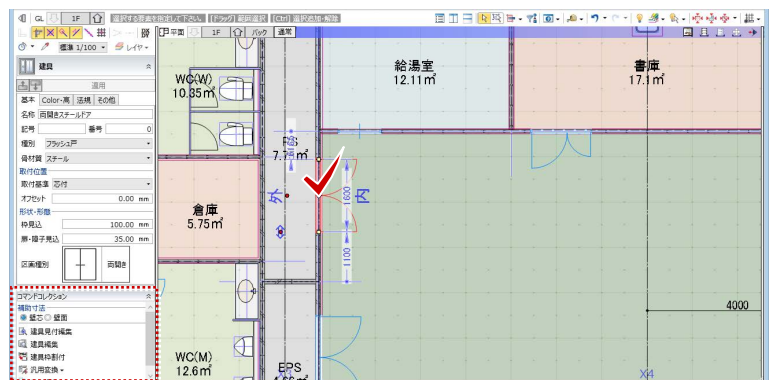 GL 1F 選択する要素を指定して下さい。 [ドラッグ] 範囲選択 [Ctrl] 選択追加・解除
標準 1/100 レイヤー
平面 1F バック 通常
建具
適用
基本 Color・高 法規 その他
名称 両開きスチールドア
記号 番号 0
種別 フラッシュ戸
骨材質 スチール
取付位置
取付基準 芯付
オフセット 0.00 mm
形状・形態
枠見込 100.00 mm
扉・障子見込 35.00 mm
区画種別 両開き
コマンドコレクション
補助寸法
壁芯 壁面
建具見付編集
建具編集
建具枠割付
汎用変換
WC(W)
10.35㎡
給湯室
12.11㎡
書庫
17.1㎡
倉庫
5.75㎡
外
内
1600
1100
4000
WC(M)
12.6㎡
EPS
X4